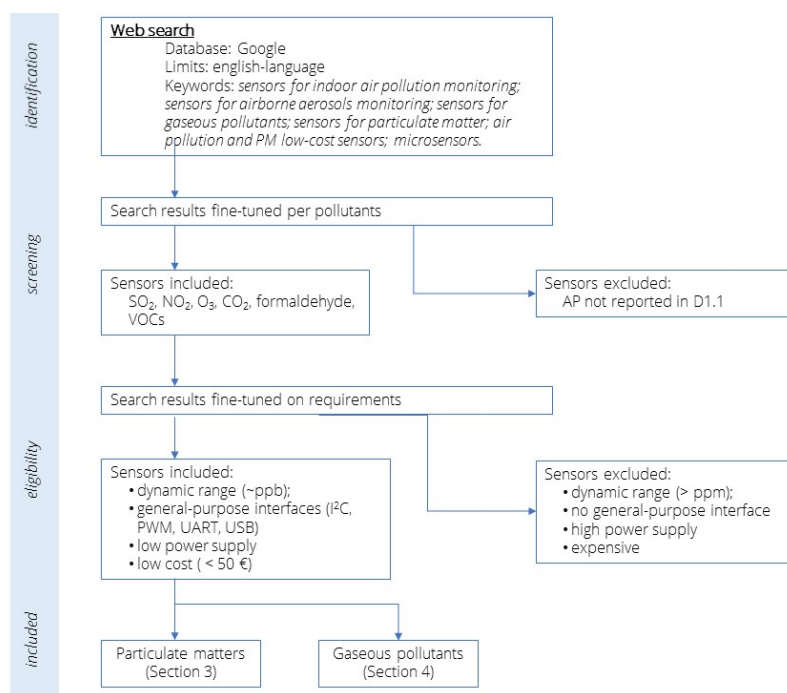 identification
Web search
Database: Google
Limits: english-language
Keywords: sensors for indoor air pollution monitoring;
sensors for airborne aerosols monitoring; sensors for
gaseous pollutants; sensors for particulate matter; air
pollution and PM low-cost sensors; microsensors.
screening
Search results fine-tuned per pollutants
Sensors included:
SO₂, NO₂, O₃, CO₂, formaldehyde,
VOCs
Sensors excluded:
AP not reported in D1.1
eligibility
Search results fine-tuned on requirements
Sensors included:
• dynamic range (~ppb);
• general-purpose interfaces (I²C,
PWM, UART, USB)
• low power supply
• low cost ( < 50 €)
Sensors excluded:
• dynamic range (> ppm);
• no general-purpose interface
• high power supply
• expensive
included
Particulate matters
(Section 3)
Gaseous pollutants
(Section 4)